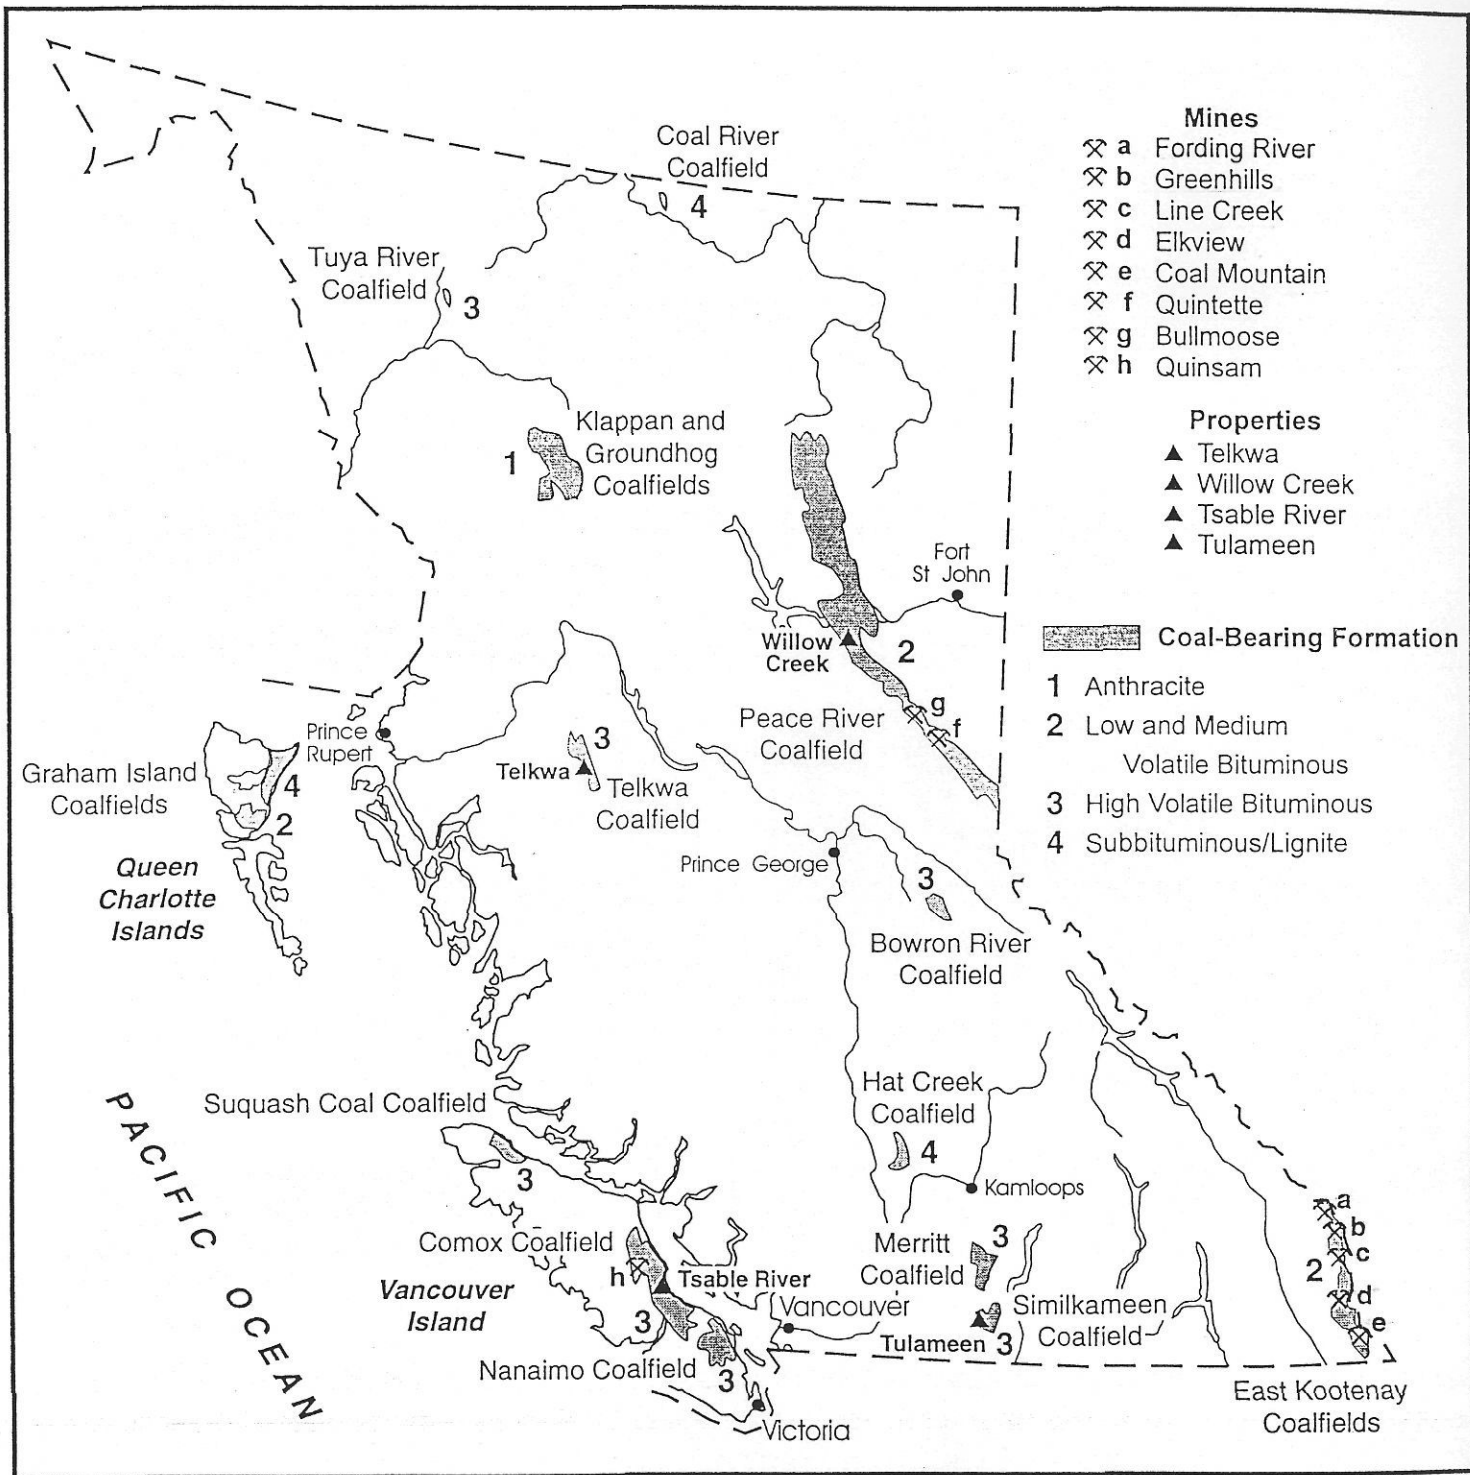 Coal River
Coalfield
4
Tuya River
Coalfield
3
Klappan and
Groundhog
Coalfields
1
Fort
St John
Willow
Creek
2
g
f
Peace River
Coalfield
Prince
Rupert
Graham Island
Coalfields
4
2
Queen
Charlotte
Islands
3
Telkwa
Telkwa
Coalfield
Prince George
3
Bowron River
Coalfield
Hat Creek
Coalfield
4
Kamloops
Suquash Coal Coalfield
3
PACIFIC OCEAN
Comox Coalfield
h
Tsable River
Vancouver
Island
3
Nanaimo Coalfield
3
Vancouver
Victoria
Merritt
Coalfield
3
Tulameen
3
Similkameen
Coalfield
a
b
c
2
d
e
East Kootenay
Coalfields
Mines
a Fording River
b Greenhills
c Line Creek
d Elkview
e Coal Mountain
f Quintette
g Bullmoose
h Quinsam
Properties
Telkwa
Willow Creek
Tsable River
Tulameen
Coal-Bearing Formation
1 Anthracite
2 Low and Medium
Volatile Bituminous
3 High Volatile Bituminous
4 Subbituminous/Lignite